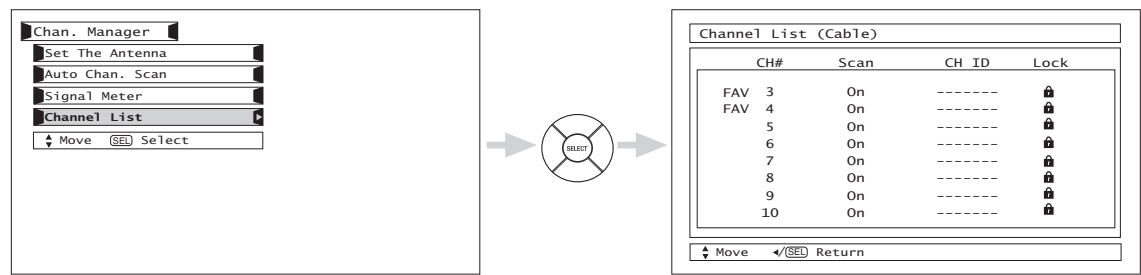 Chan. Manager
Set The Antenna
Auto Chan. Scan
Signal Meter
Channel List
Move SEL Select
SELECT
Channel List (Cable)
CH# Scan CH ID Lock
FAV 3 On -------
FAV 4 On -------
5 On -------
6 On -------
7 On -------
8 On -------
9 On -------
10 On -------
Move /SEL Return